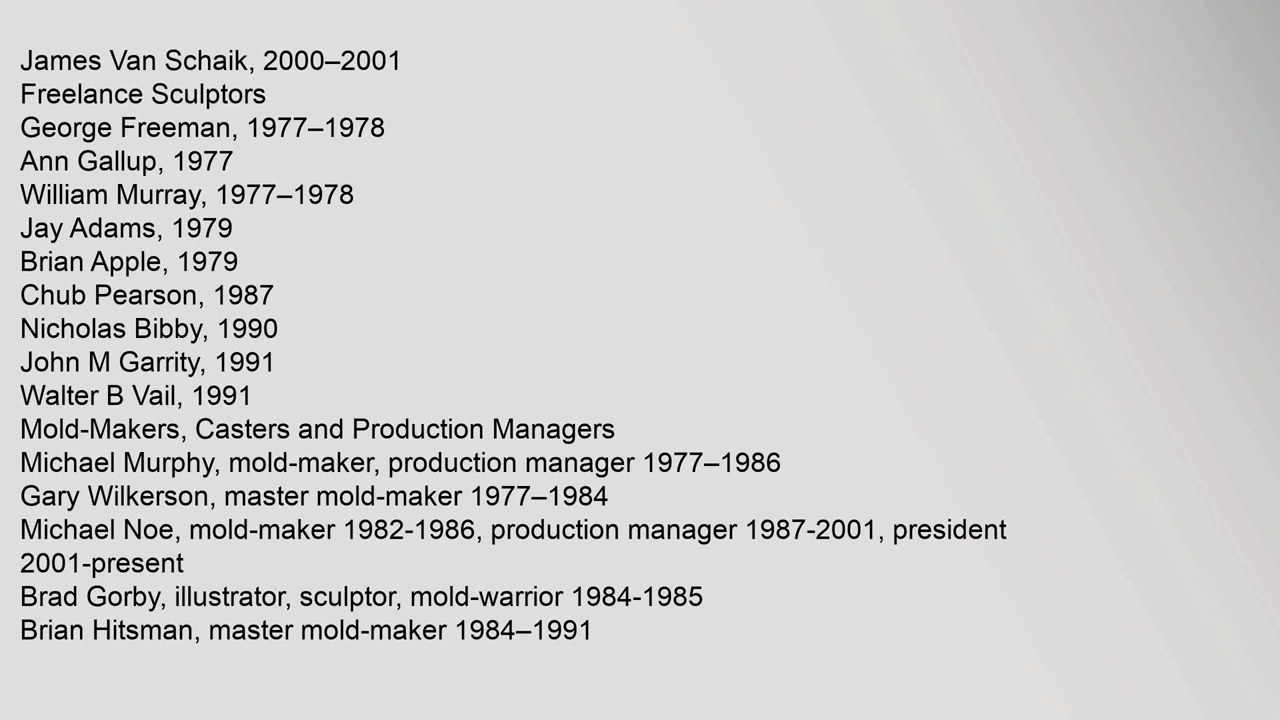 James Van Schaik, 2000–2001
Freelance Sculptors
George Freeman, 1977–1978
Ann Gallup, 1977
William Murray, 1977–1978
Jay Adams, 1979
Brian Apple, 1979
Chub Pearson, 1987
Nicholas Bibby, 1990
John M Garrity, 1991
Walter B Vail, 1991
Mold-Makers, Casters and Production Managers
Michael Murphy, mold-maker, production manager 1977–1986
Gary Wilkerson, master mold-maker 1977–1984
Michael Noe, mold-maker 1982-1986, production manager 1987-2001, president
2001-present
Brad Gorby, illustrator, sculptor, mold-warrior 1984-1985
Brian Hitsman, master mold-maker 1984–1991